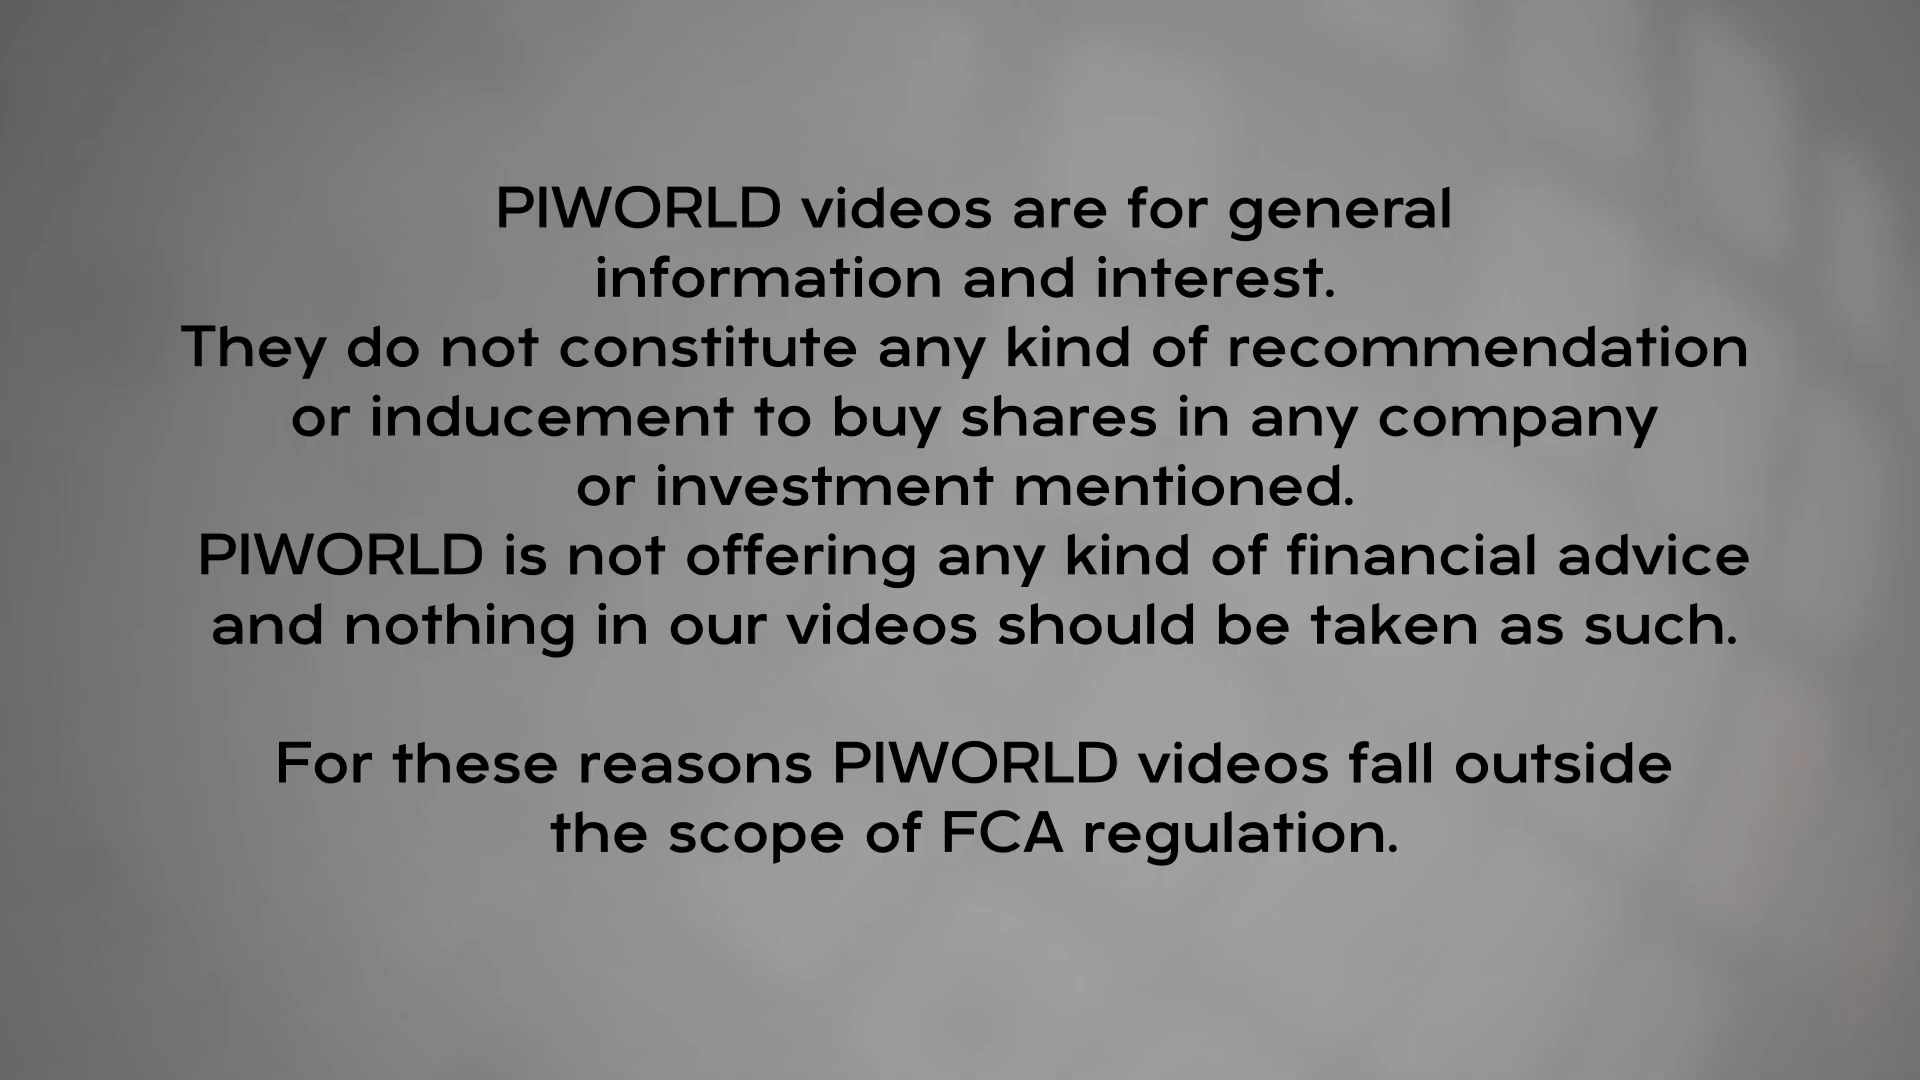 PIWORLD videos are for general
information and interest.
They do not constitute any kind of recommendation
or inducement to buy shares in any company
or investment mentioned.
PIWORLD is not offering any kind of financial advice
and nothing in our videos should be taken as such.
For these reasons PIWORLD videos fall outside
the scope of FCA regulation.